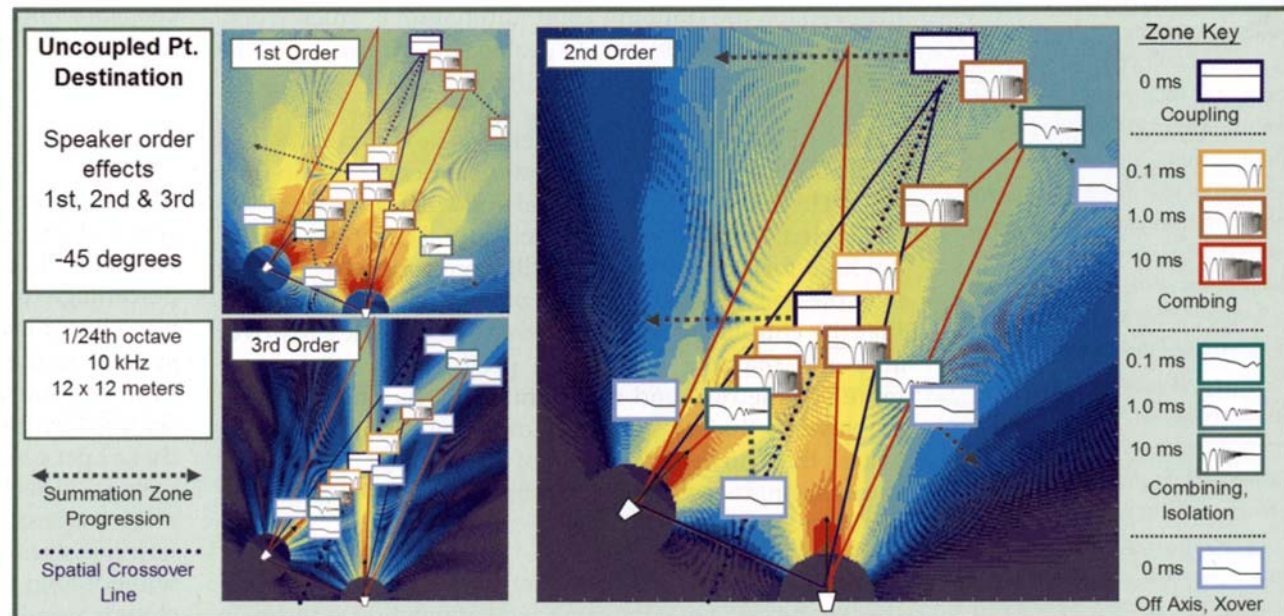 Uncoupled Pt.
Destination
Speaker order
effects
1st, 2nd & 3rd
-45 degrees
1/24th octave
10 kHz
12 x 12 meters
Summation Zone
Progression
Spatial Crossover
Line
1st Order
3rd Order
2nd Order
Zone Key
0 ms
Coupling
0.1 ms
1.0 ms
10 ms
Combing
0.1 ms
1.0 ms
10 ms
Combining,
Isolation
0 ms
Off Axis, Xover